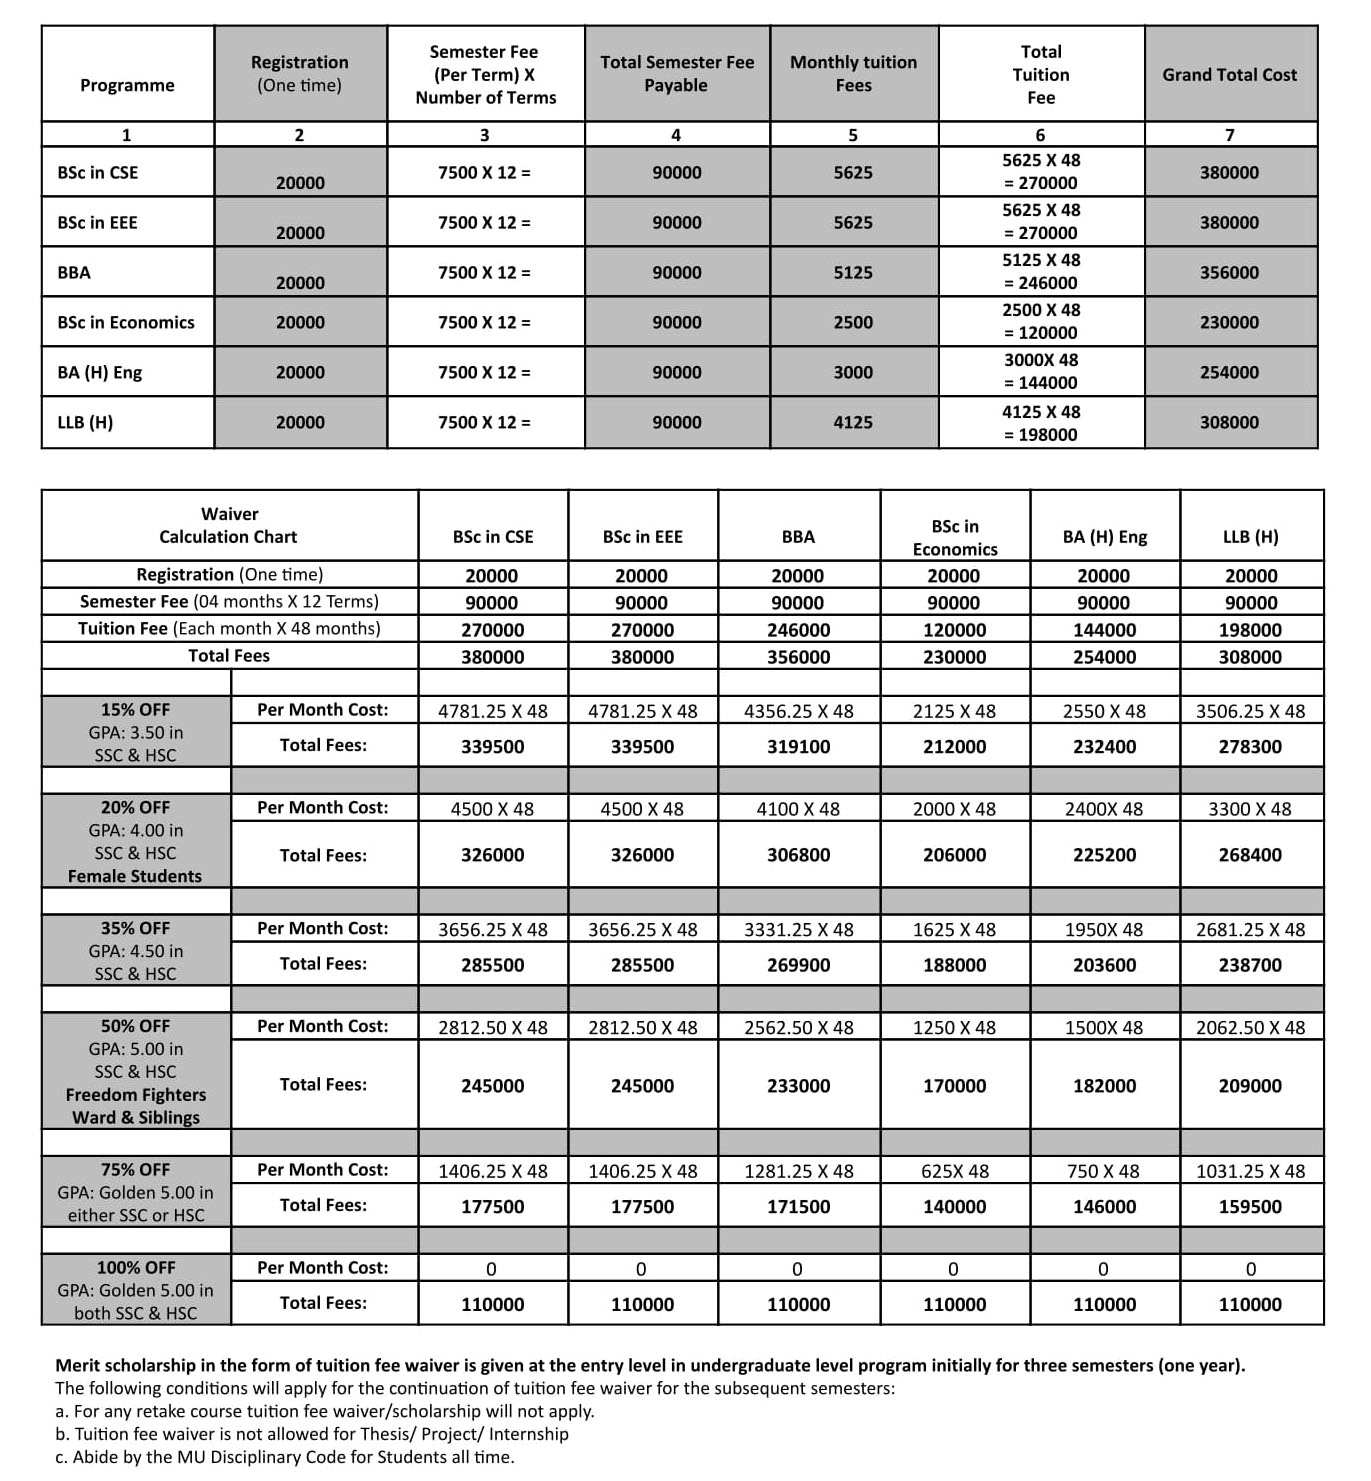 Programme Registration (One time) Semester Fee (Per Term) X Number of Terms Total Semester Fee Payable Monthly tuition Fees Total Tuition Fee Grand Total Cost
1 2 3 4 5 6 7
BSc in CSE 20000 7500 X 12 = 90000 5625 5625 X 48 = 270000 380000
BSc in EEE 20000 7500 X 12 = 90000 5625 5625 X 48 = 270000 380000
BBA 20000 7500 X 12 = 90000 5125 5125 X 48 = 246000 356000
BSc in Economics 20000 7500 X 12 = 90000 2500 2500 X 48 = 120000 230000
BA (H) Eng 20000 7500 X 12 = 90000 3000 3000X 48 = 144000 254000
LLB (H) 20000 7500 X 12 = 90000 4125 4125 X 48 = 198000 308000
Waiver Calculation Chart BSc in CSE BSc in EEE BBA BSc in Economics BA (H) Eng LLB (H)
Registration (One time) 20000 20000 20000 20000 20000 20000
Semester Fee (04 months X 12 Terms) 90000 90000 90000 90000 90000 90000
Tuition Fee (Each month X 48 months) 270000 270000 246000 120000 144000 198000
Total Fees 380000 380000 356000 230000 254000 308000
15% OFF
GPA: 3.50 in
SSC & HSC
Per Month Cost: 4781.25 X 48 4781.25 X 48 4356.25 X 48 2125 X 48 2550 X 48 3506.25 X 48
Total Fees: 339500 339500 319100 212000 232400 278300
20% OFF
GPA: 4.00 in
SSC & HSC
Female Students
Per Month Cost: 4500 X 48 4500 X 48 4100 X 48 2000 X 48 2400X 48 3300 X 48
Total Fees: 326000 326000 306800 206000 225200 268400
35% OFF
GPA: 4.50 in
SSC & HSC
Per Month Cost: 3656.25 X 48 3656.25 X 48 3331.25 X 48 1625 X 48 1950X 48 2681.25 X 48
Total Fees: 285500 285500 269900 188000 203600 238700
50% OFF
GPA: 5.00 in
SSC & HSC
Freedom Fighters
Ward & Siblings
Per Month Cost: 2812.50 X 48 2812.50 X 48 2562.50 X 48 1250 X 48 1500X 48 2062.50 X 48
Total Fees: 245000 245000 233000 170000 182000 209000
75% OFF
GPA: Golden 5.00 in
either SSC or HSC
Per Month Cost: 1406.25 X 48 1406.25 X 48 1281.25 X 48 625X 48 750 X 48 1031.25 X 48
Total Fees: 177500 177500 171500 140000 146000 159500
100% OFF
GPA: Golden 5.00 in
both SSC & HSC
Per Month Cost: 0 0 0 0 0 0
Total Fees: 110000 110000 110000 110000 110000 110000
Merit scholarship in the form of tuition fee waiver is given at the entry level in undergraduate level program initially for three semesters (one year).
The following conditions will apply for the continuation of tuition fee waiver for the subsequent semesters:
a. For any retake course tuition fee waiver/scholarship will not apply.
b. Tuition fee waiver is not allowed for Thesis/ Project/ Internship
c. Abide by the MU Disciplinary Code for Students all time.